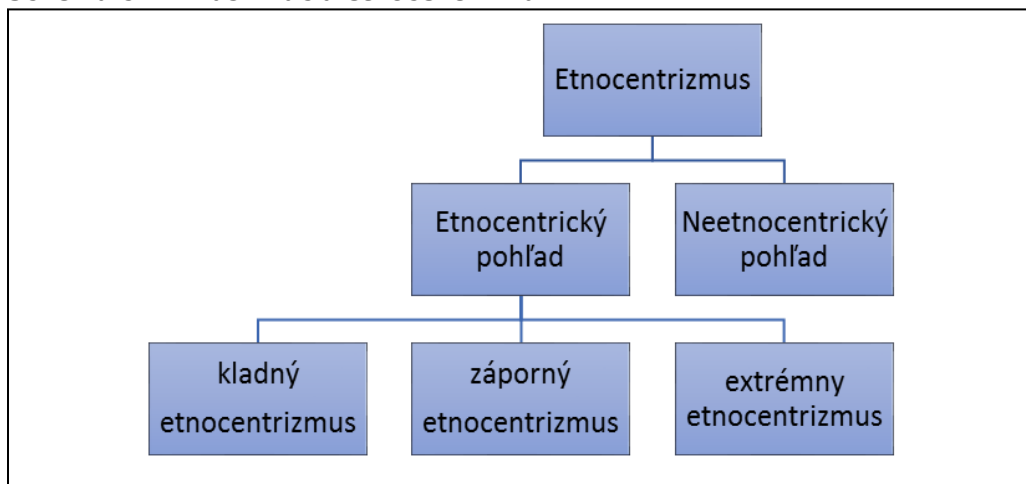 Etnocentrizmus
Etnocentrický
pohľad
Neetnocentrický
pohľad
kladný
etnocentrizmus
záporný
etnocentrizmus
extrémny
etnocentrizmus